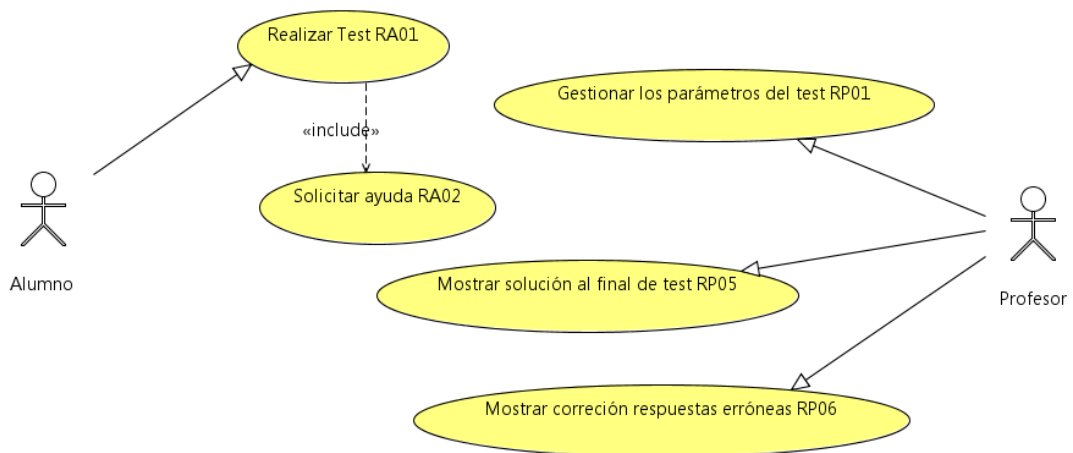 Realizar Test RA01
Gestionar los parámetros del test RP01
«include»
Solicitar ayuda RA02
Alumno
Mostrar solución al final de test RP05
Profesor
Mostrar correción respuestas erróneas RP06